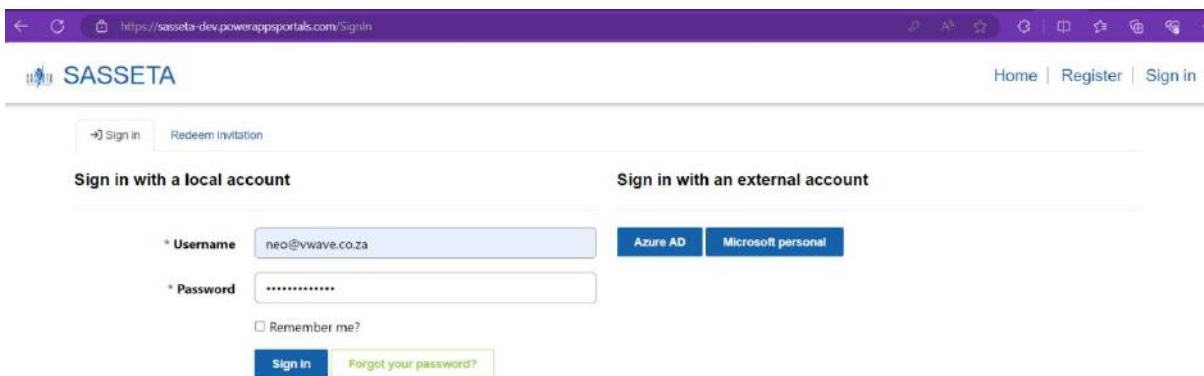 https://sasseta-dev.powerappsportals.com/SignIn
SASSETA
Home | Register | Sign in
Sign in Redeem invitation
Sign in with a local account
Sign in with an external account
* Username neo@vwave.co.za
Azure AD Microsoft personal
* Password •••••••••••••
Remember me?
Sign in Forgot your password?